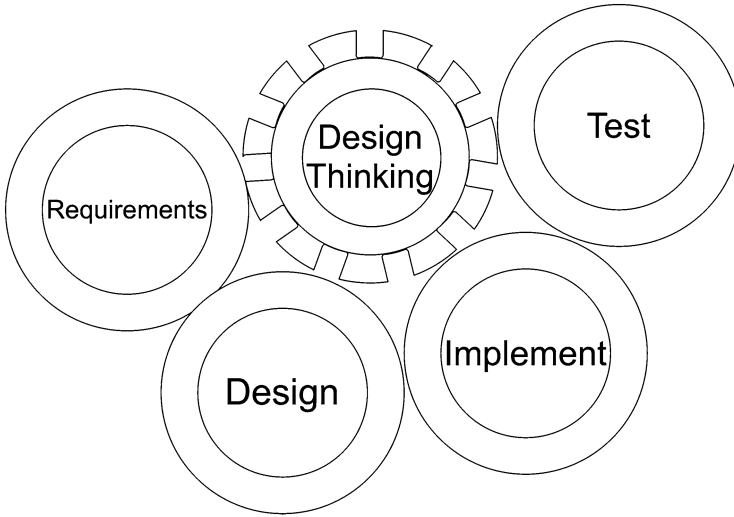 Requirements
Design
Thinking
Test
Design
Implement